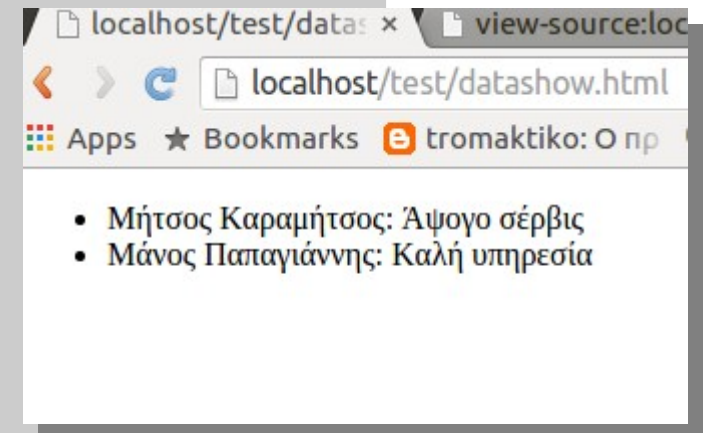 localhost/test/datas × view-source:loc
localhost/test/datashow.html
Apps Bookmarks tromaktiko: Ο πρ
• Μήτσος Καραμήτσος: Άψογο σέρβις
• Μάνος Παπαγιάννης: Καλή υπηρεσία